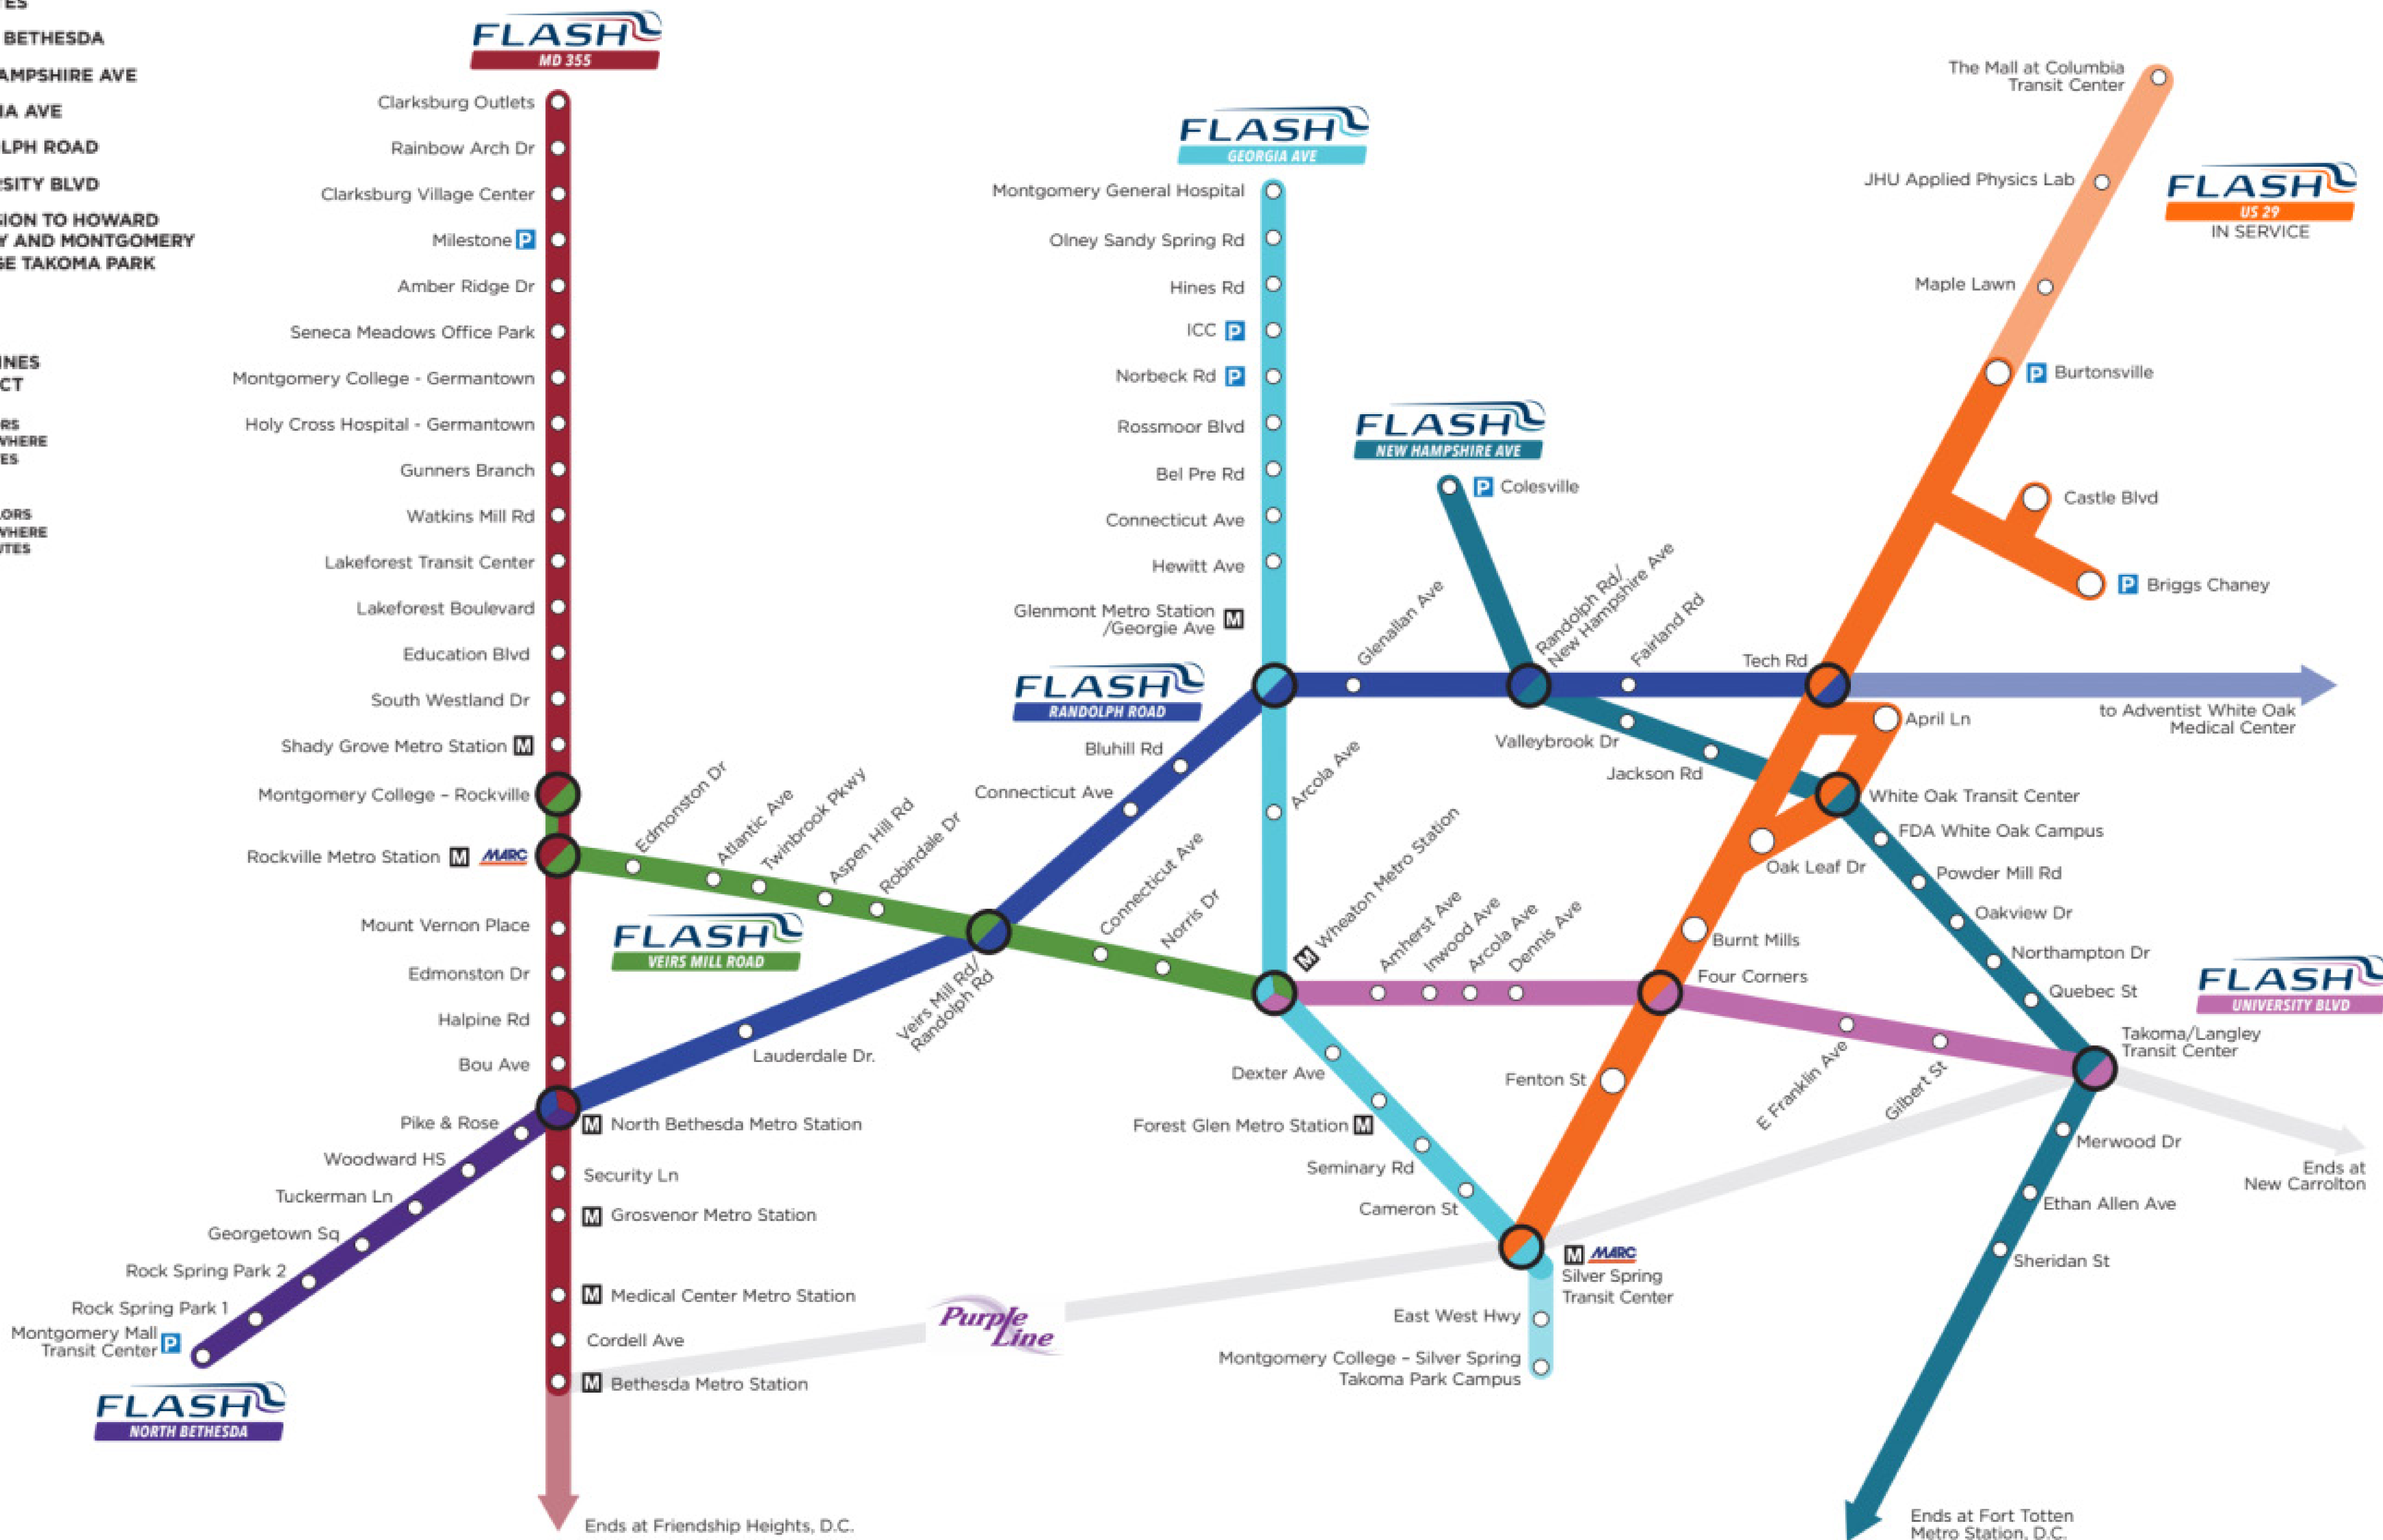 BETHESDA
AMPSHIRE AVE
IA AVE
LPH ROAD
SITY BLVD
ION TO HOWARD
Y AND MONTGOMERY
GE TAKOMA PARK
INES
CT
RS
WHERE
ES
ORS
WHERE
UTES
FLASH
MD 355
Clarksburg Outlets
Rainbow Arch Dr
Clarksburg Village Center
Milestone P
Amber Ridge Dr
Seneca Meadows Office Park
Montgomery College - Germantown
Holy Cross Hospital - Germantown
Gunners Branch
Watkins Mill Rd
Lakeforest Transit Center
Lakeforest Boulevard
Education Blvd
South Westland Dr
Shady Grove Metro Station M
Montgomery College – Rockville
Rockville Metro Station M MARC
Mount Vernon Place
Edmonston Dr
Halpine Rd
Bou Ave
M North Bethesda Metro Station
Security Ln
M Grosvenor Metro Station
M Medical Center Metro Station
Cordell Ave
M Bethesda Metro Station
Ends at Friendship Heights, D.C.
Pike & Rose
Woodward HS
Tuckerman Ln
Georgetown Sq
Rock Spring Park 2
Rock Spring Park 1
Montgomery Mall
Transit Center P
FLASH
NORTH BETHESDA
Edmonston Dr
Atlantic Ave
Twinbrook Pkwy
Aspen Hill Rd
Robindale Dr
FLASH
VEIRS MILL ROAD
Veirs Mill Rd/
Randolph Rd
Connecticut Ave
Norris Dr
Lauderdale Dr.
Connecticut Ave
Bluhill Rd
FLASH
RANDOLPH ROAD
FLASH
GEORGIA AVE
Montgomery General Hospital
Olney Sandy Spring Rd
Hines Rd
ICC P
Norbeck Rd P
Rossmoor Blvd
Bel Pre Rd
Connecticut Ave
Hewitt Ave
Glenmont Metro Station
/Georgie Ave M
Arcola Ave
M Wheaton Metro Station
Dexter Ave
Forest Glen Metro Station M
Seminary Rd
Cameron St
M MARC
Silver Spring
Transit Center
East West Hwy
Montgomery College – Silver Spring
Takoma Park Campus
Purple
Line
FLASH
NEW HAMPSHIRE AVE
P Colesville
Glenallan Ave
Randolph Rd/
New Hampshire Ave
Fairland Rd
Tech Rd
to Adventist White Oak
Medical Center
Valleybrook Dr
Jackson Rd
White Oak Transit Center
FDA White Oak Campus
Powder Mill Rd
Oakview Dr
Northampton Dr
Quebec St
Takoma/Langley
Transit Center
Merwood Dr
Ethan Allen Ave
Sheridan St
Ends at Fort Totten
Metro Station, D.C.
Ends at
New Carrolton
The Mall at Columbia
Transit Center
JHU Applied Physics Lab
Maple Lawn
FLASH
US 29
IN SERVICE
P Burtonsville
Castle Blvd
P Briggs Chaney
April Ln
Oak Leaf Dr
Burnt Mills
Four Corners
Fenton St
Amherst Ave
Inwood Ave
Arcola Ave
Dennis Ave
E Franklin Ave
Gilbert St
FLASH
UNIVERSITY BLVD